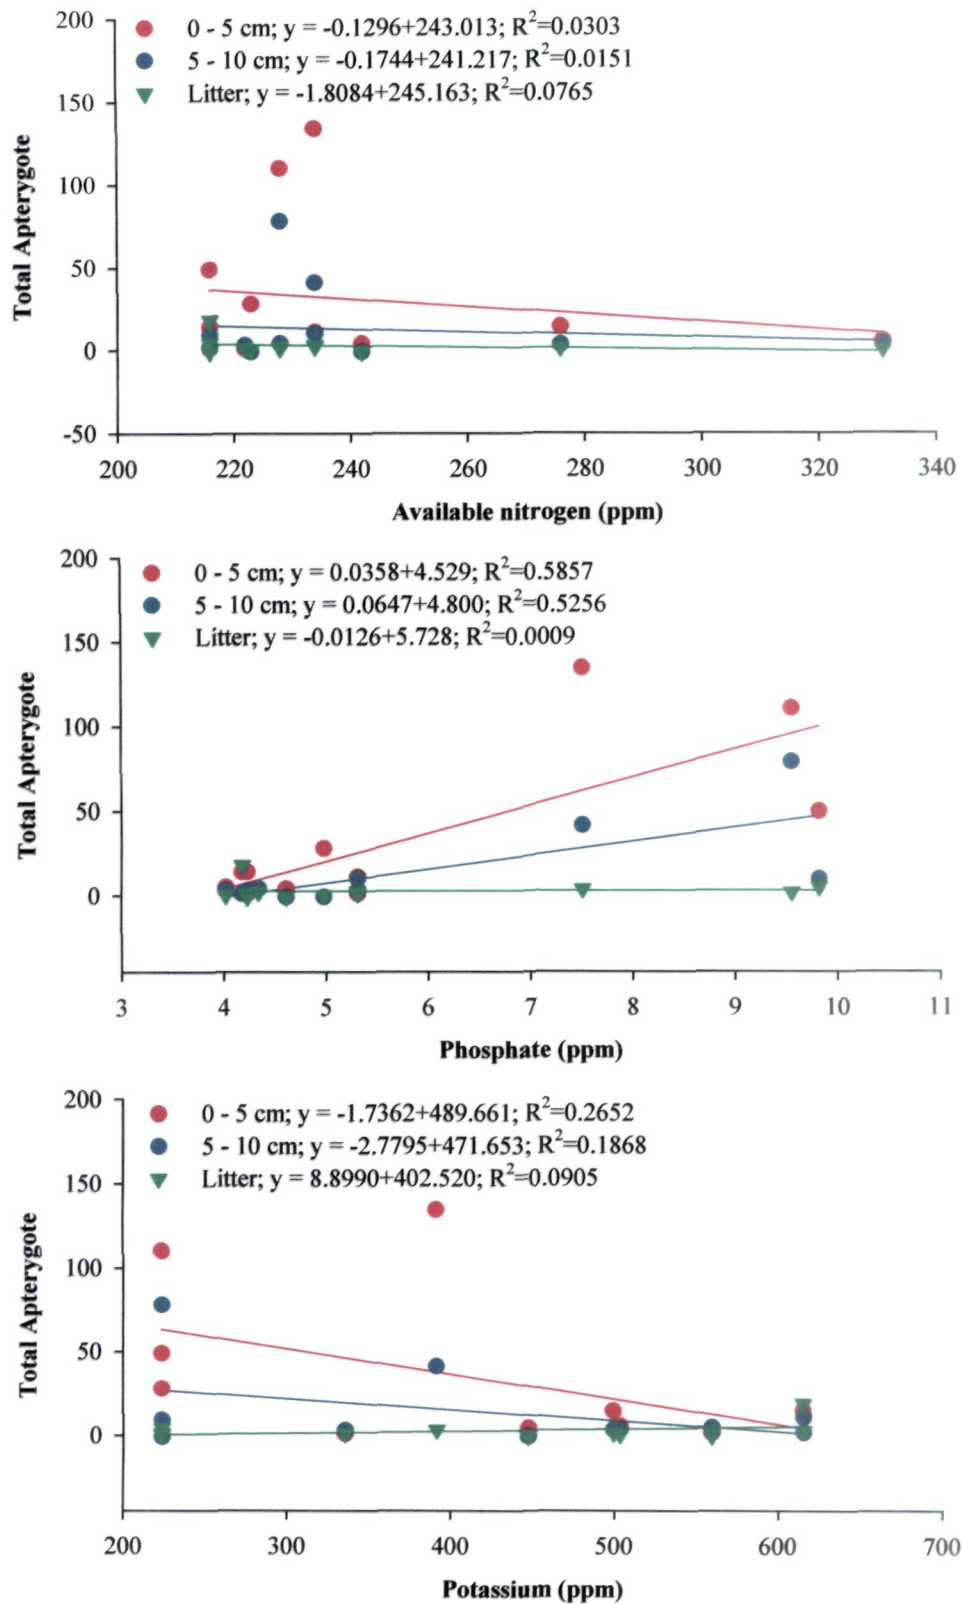 200
0 - 5 cm; y = -0.1296+243.013; R²=0.0303
5 - 10 cm; y = -0.1744+241.217; R²=0.0151
Litter; y = -1.8084+245.163; R²=0.0765
150
100
50
0
-50
Total Apterygote
200 220 240 260 280 300 320 340
Available nitrogen (ppm)
200
0 - 5 cm; y = 0.0358+4.529; R²=0.5857
5 - 10 cm; y = 0.0647+4.800; R²=0.5256
Litter; y = -0.0126+5.728; R²=0.0009
150
100
50
0
Total Apterygote
3 4 5 6 7 8 9 10 11
Phosphate (ppm)
200
0 - 5 cm; y = -1.7362+489.661; R²=0.2652
5 - 10 cm; y = -2.7795+471.653; R²=0.1868
Litter; y = 8.8990+402.520; R²=0.0905
150
100
50
0
Total Apterygote
200 300 400 500 600 700
Potassium (ppm)